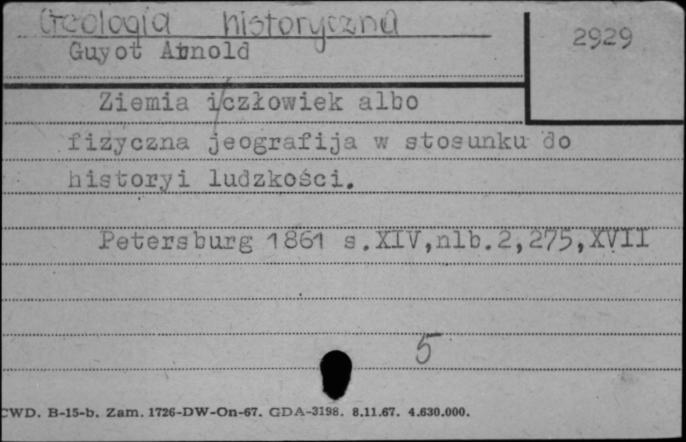 Geologia historyczna
2929
Guyot Arnold
Ziemia i człowiek albo
fizyczna jeografija w stosunku do
historyi ludzkości.
Petersburg 1861 s.XIV,nlb.2,275,XVII
5
CWD. B-15-b. Zam. 1726-DW-On-67. GDA-3198. 8.11.67. 4.630.000.